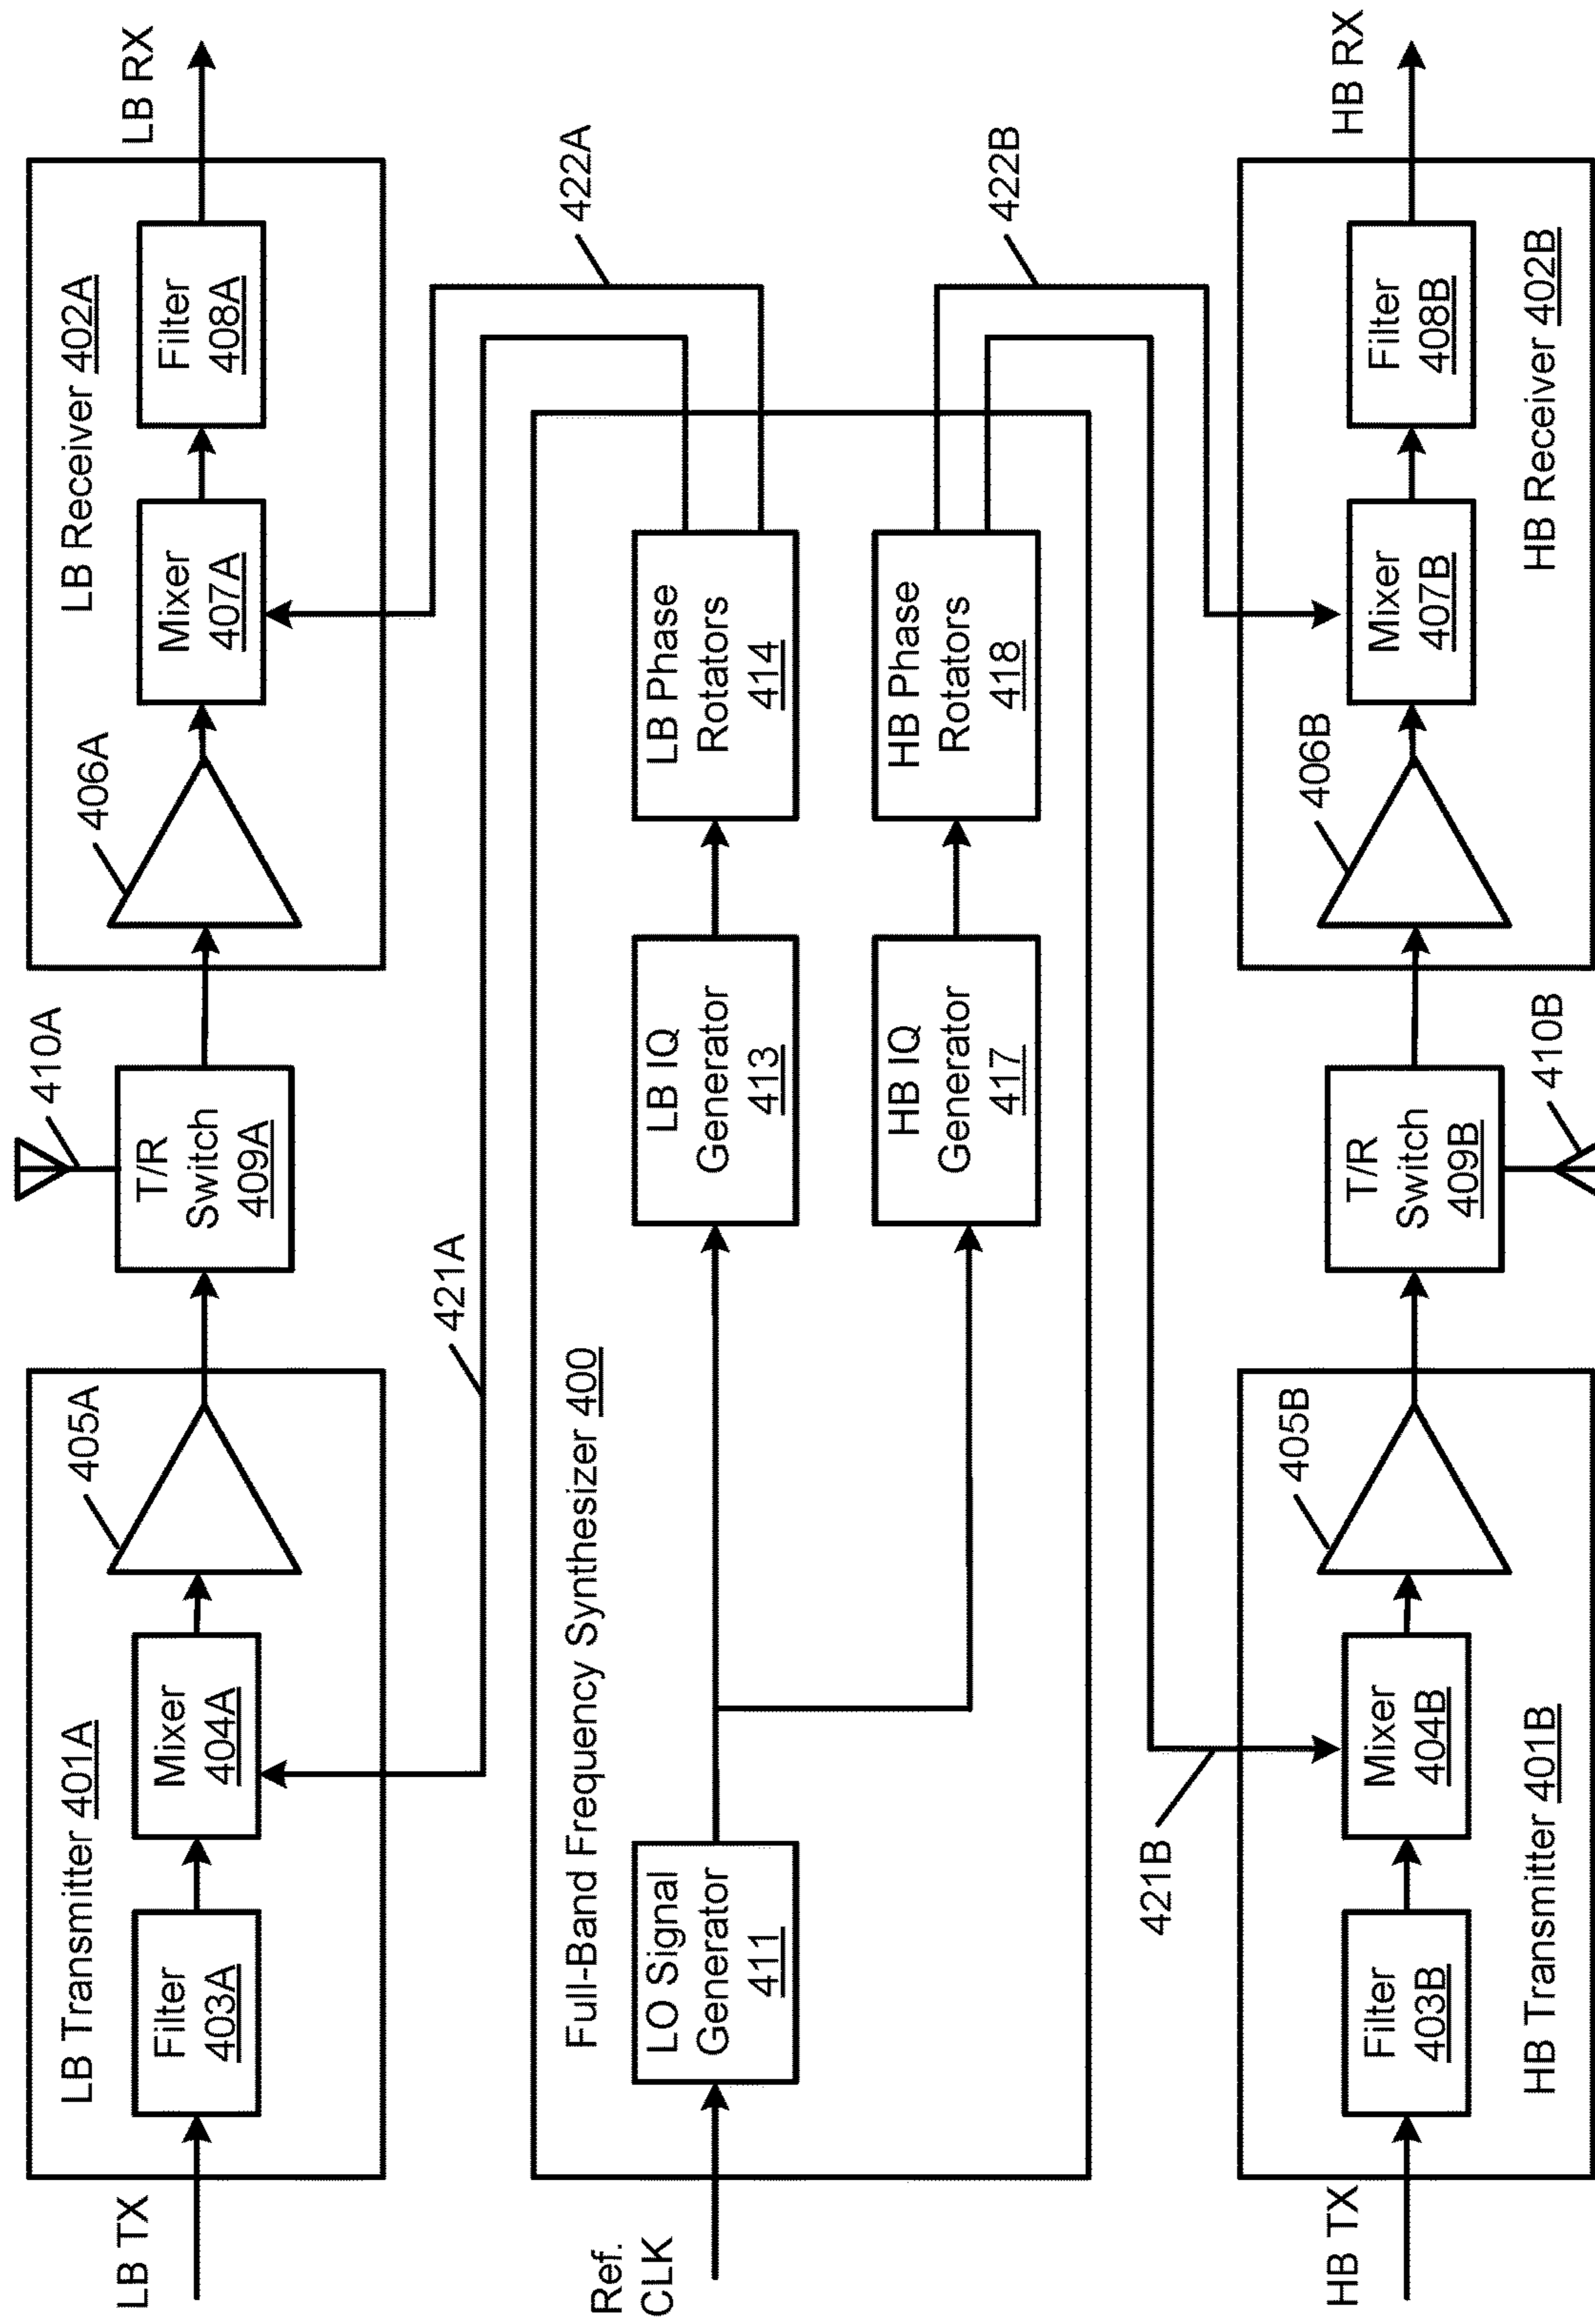 LB TX
LB Transmitter 401A
Filter
403A
Mixer
404A
405A
410A
T/R
Switch
409A
LB Receiver 402A
406A
Mixer
407A
Filter
408A
LB RX
421A
422A
Ref.
CLK
Full-Band Frequency Synthesizer 400
LO Signal
Generator
411
LB IQ
Generator
413
LB Phase
Rotators
414
HB IQ
Generator
417
HB Phase
Rotators
418
421B
422B
HB TX
Filter
403B
Mixer
404B
405B
HB Transmitter 401B
T/R
Switch
409B
410B
406B
Mixer
407B
Filter
408B
HB Receiver 402B
HB RX